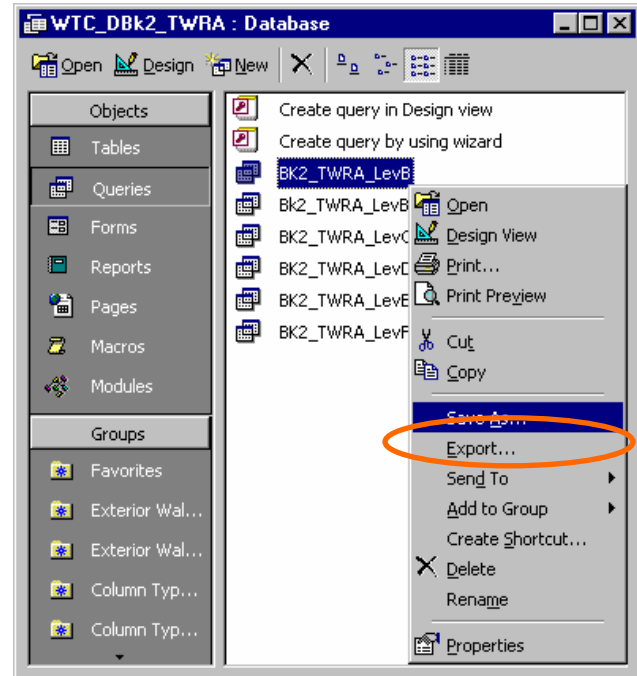 WTC_DBk2_TWRA : Database
Open Design New
Objects
Tables
Queries
Forms
Reports
Pages
Macros
Modules
Groups
Favorites
Exterior Wal...
Exterior Wal...
Column Typ...
Column Typ...
Create query in Design view
Create query by using wizard
BK2_TWRA_LevB
Bk2_TWRA_LevB
BK2_TWRA_LevC
BK2_TWRA_LevD
BK2_TWRA_LevE
BK2_TWRA_LevF
Open
Design View
Print...
Print Preview
Cut
Copy
Save As...
Export...
Send To
Add to Group
Create Shortcut...
Delete
Rename
Properties